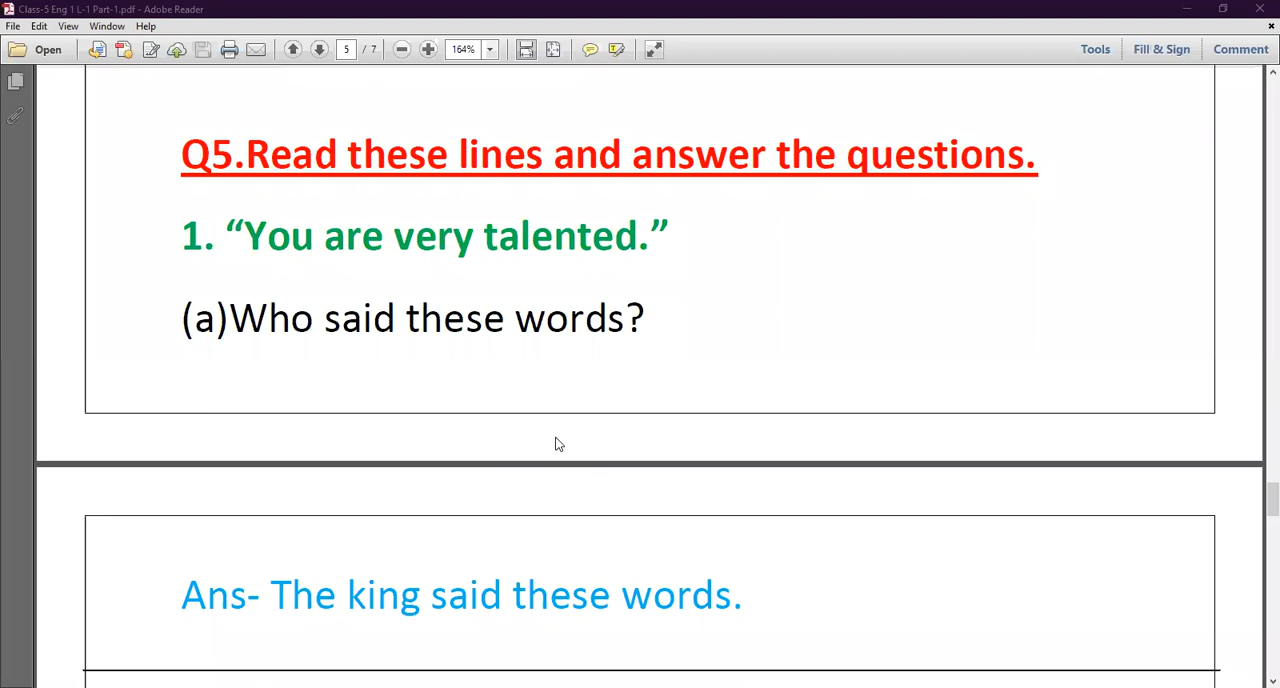 Class-5 Eng 1 L-1 Part-1.pdf - Adobe Reader
File Edit View Window Help
Open 5 / 7 164% Tools Fill & Sign Comment
Q5.Read these lines and answer the questions.
1. “You are very talented.”
(a)Who said these words?
Ans- The king said these words.